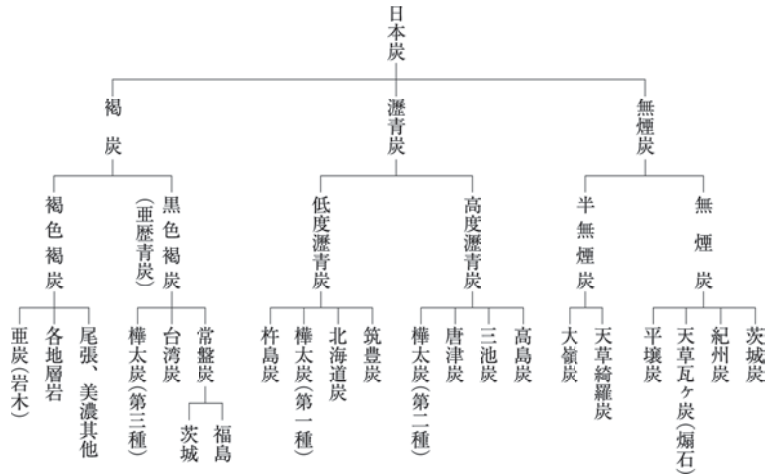 日本炭
無煙炭
瀝青炭
褐炭
無煙炭
半無煙炭
高度瀝青炭
低度瀝青炭
黒色褐炭
(亜歴青炭)
褐色褐炭
茨城炭
紀州炭
天草瓦ヶ炭(煽石)
平壌炭
天草綺羅炭
大嶺炭
高島炭
三池炭
唐津炭
樺太炭(第二種)
筑豊炭
北海道炭
樺太炭(第一種)
杵島炭
常盤炭
福島
茨城
台湾炭
樺太炭(第三種)
尾張、美濃其他
各地層岩
亜炭(岩木)